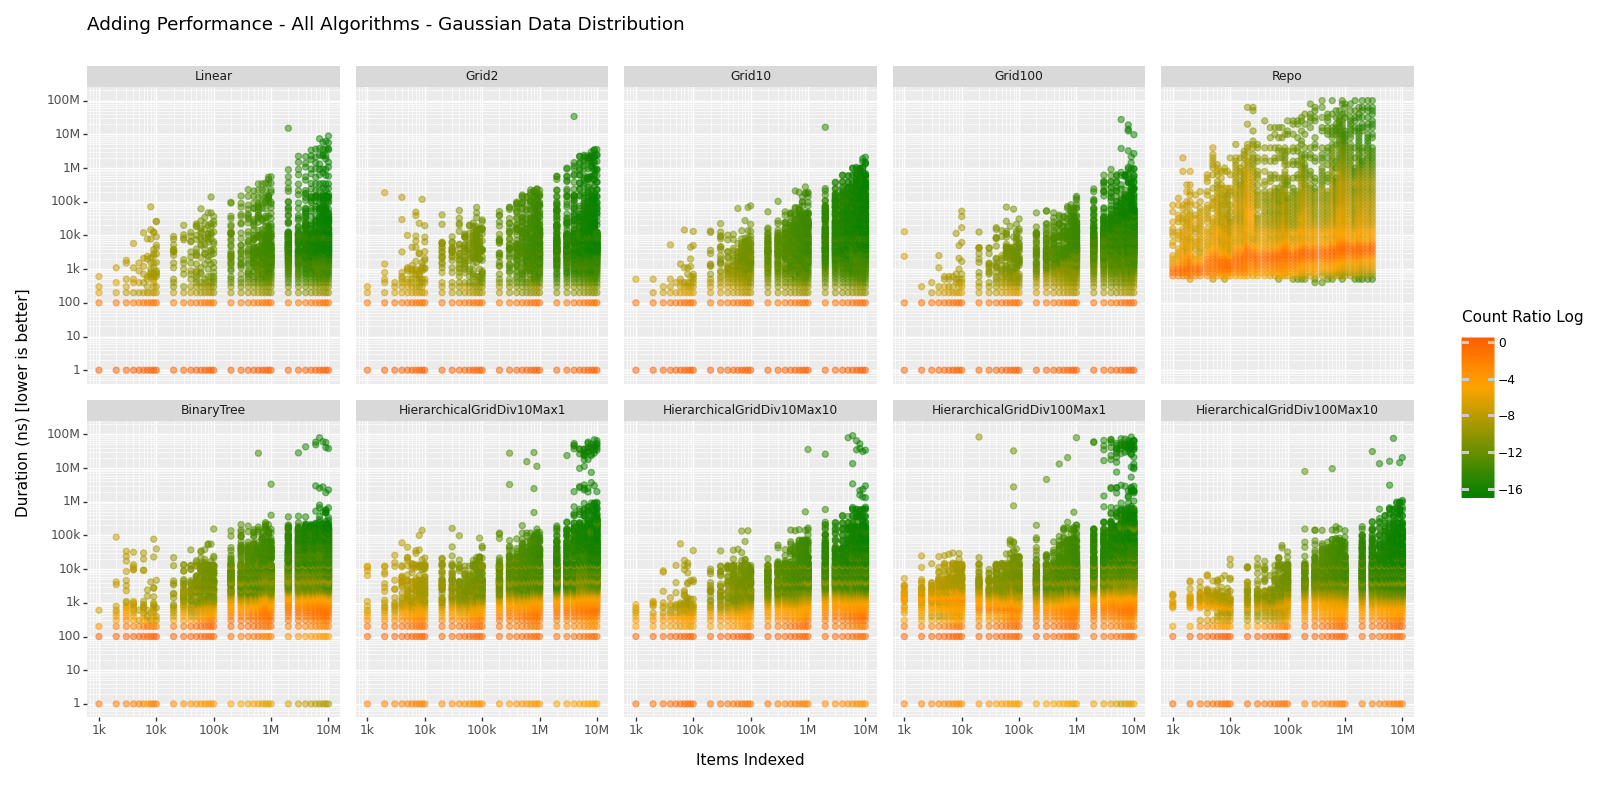 Adding Performance - All Algorithms - Gaussian Data Distribution
Linear
Grid2
Grid10
Grid100
Repo
100M
10M
1M
100k
10k
1k
100
10
1
BinaryTree
HierarchicalGridDiv10Max1
HierarchicalGridDiv10Max10
HierarchicalGridDiv100Max1
HierarchicalGridDiv100Max10
100M
10M
1M
100k
10k
1k
100
10
1
1k 10k 100k 1M 10M
1k 10k 100k 1M 10M
1k 10k 100k 1M 10M
1k 10k 100k 1M 10M
1k 10k 100k 1M 10M
Items Indexed
Duration (ns) [lower is better]
Count Ratio Log
0
−4
−8
−12
−16